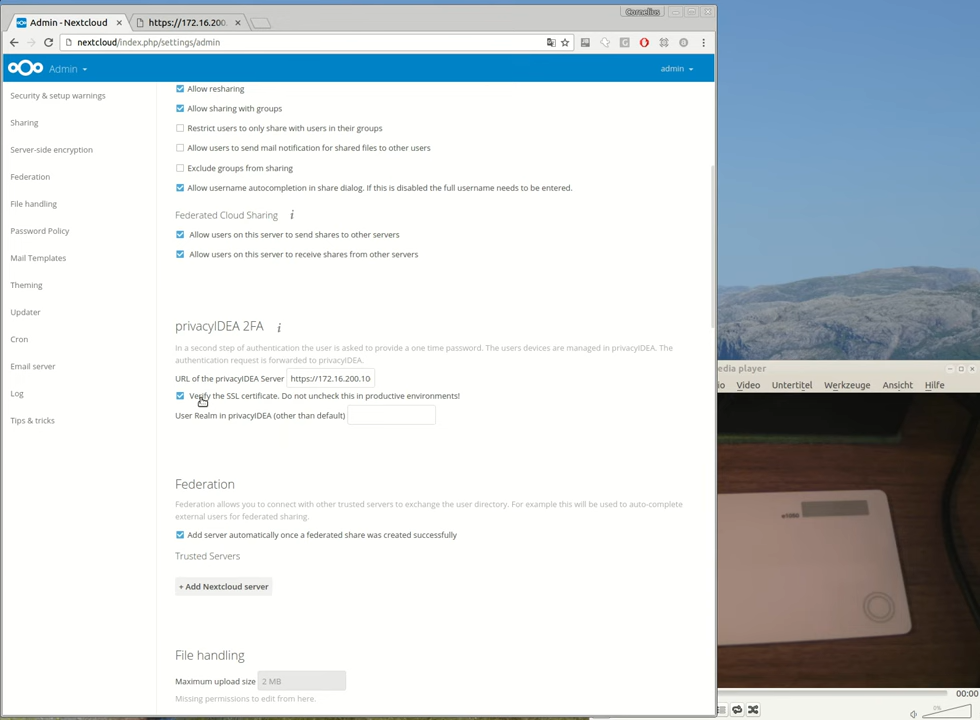 Cornelius
Admin - Nextcloud
https://172.16.200.
nextcloud/index.php/settings/admin
Admin
admin
Security & setup warnings
Sharing
Server-side encryption
Federation
File handling
Password Policy
Mail Templates
Theming
Updater
Cron
Email server
Log
Tips & tricks
Allow resharing
Allow sharing with groups
Restrict users to only share with users in their groups
Allow users to send mail notification for shared files to other users
Exclude groups from sharing
Allow username autocompletion in share dialog. If this is disabled the full username needs to be entered.
Federated Cloud Sharing i
Allow users on this server to send shares to other servers
Allow users on this server to receive shares from other servers
privacyIDEA 2FA i
In a second step of authentication the user is asked to provide a one time password. The users devices are managed in privacyIDEA. The
authentication request is forwarded to privacyIDEA.
URL of the privacyIDEA Server https://172.16.200.10
Verify the SSL certificate. Do not uncheck this in productive environments!
User Realm in privacyIDEA (other than default)
Federation
Federation allows you to connect with other trusted servers to exchange the user directory. For example this will be used to auto-complete
external users for federated sharing.
Add server automatically once a federated share was created successfully
Trusted Servers
+ Add Nextcloud server
File handling
Maximum upload size 2 MB
Missing permissions to edit from here.
edia player
io Video Untertitel Werkzeuge Ansicht Hilfe
00:00
0%